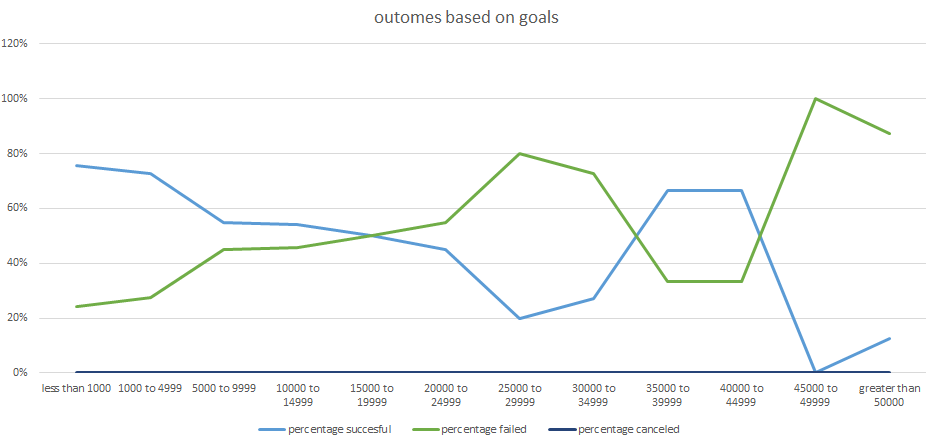 outomes based on goals
120%
100%
80%
60%
40%
20%
0%
less than 1000
1000 to 4999
5000 to 9999
10000 to
14999
15000 to
19999
20000 to
24999
25000 to
29999
30000 to
34999
35000 to
39999
40000 to
44999
45000 to
49999
greater than
50000
percentage succesful
percentage failed
percentage canceled